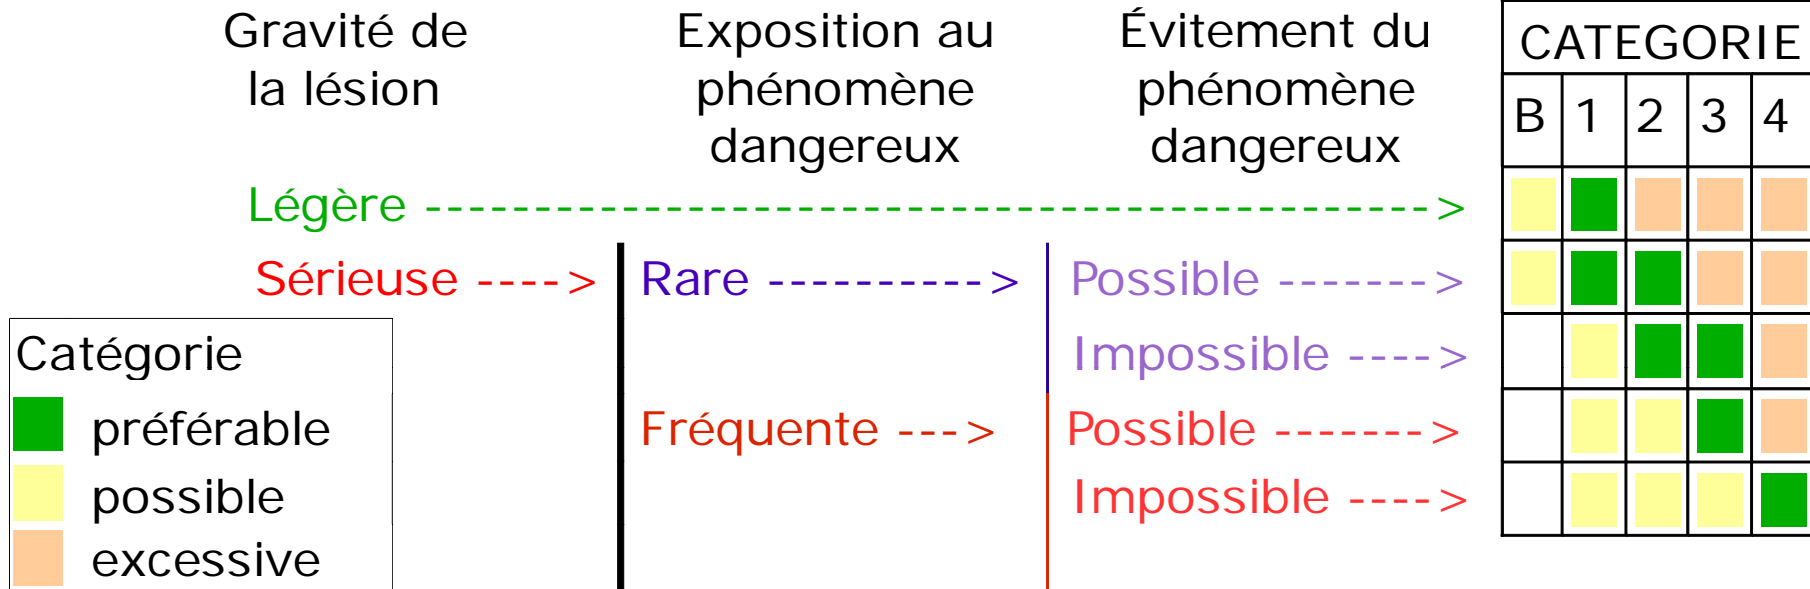 Gravité de
la lésion
Exposition au
phénomène
dangereux
Évitement du
phénomène
dangereux
CATEGORIE
B 1 2 3 4
Légère ---------------------------------------------->
Sérieuse ----> Rare ----------> Possible ------->
Impossible ---->
Fréquente ---> Possible ------->
Impossible ---->
Catégorie
préférable
possible
excessive